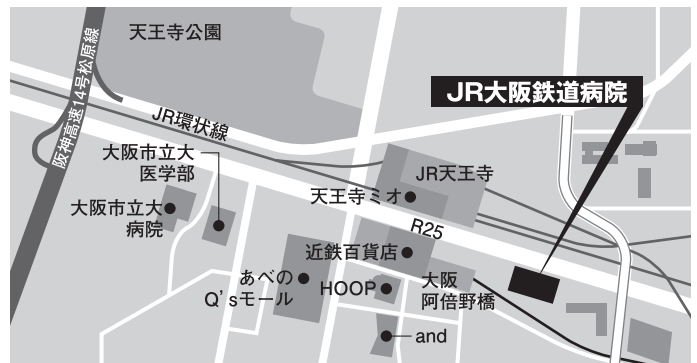 天王寺公園
阪神高速14号松原線
JR環状線
JR大阪鉄道病院
大阪市立大
医学部
JR天王寺
大阪市立大
病院
天王寺ミオ
R25
近鉄百貨店
あべの
Q'sモール
HOOP
大阪
阿倍野橋
and